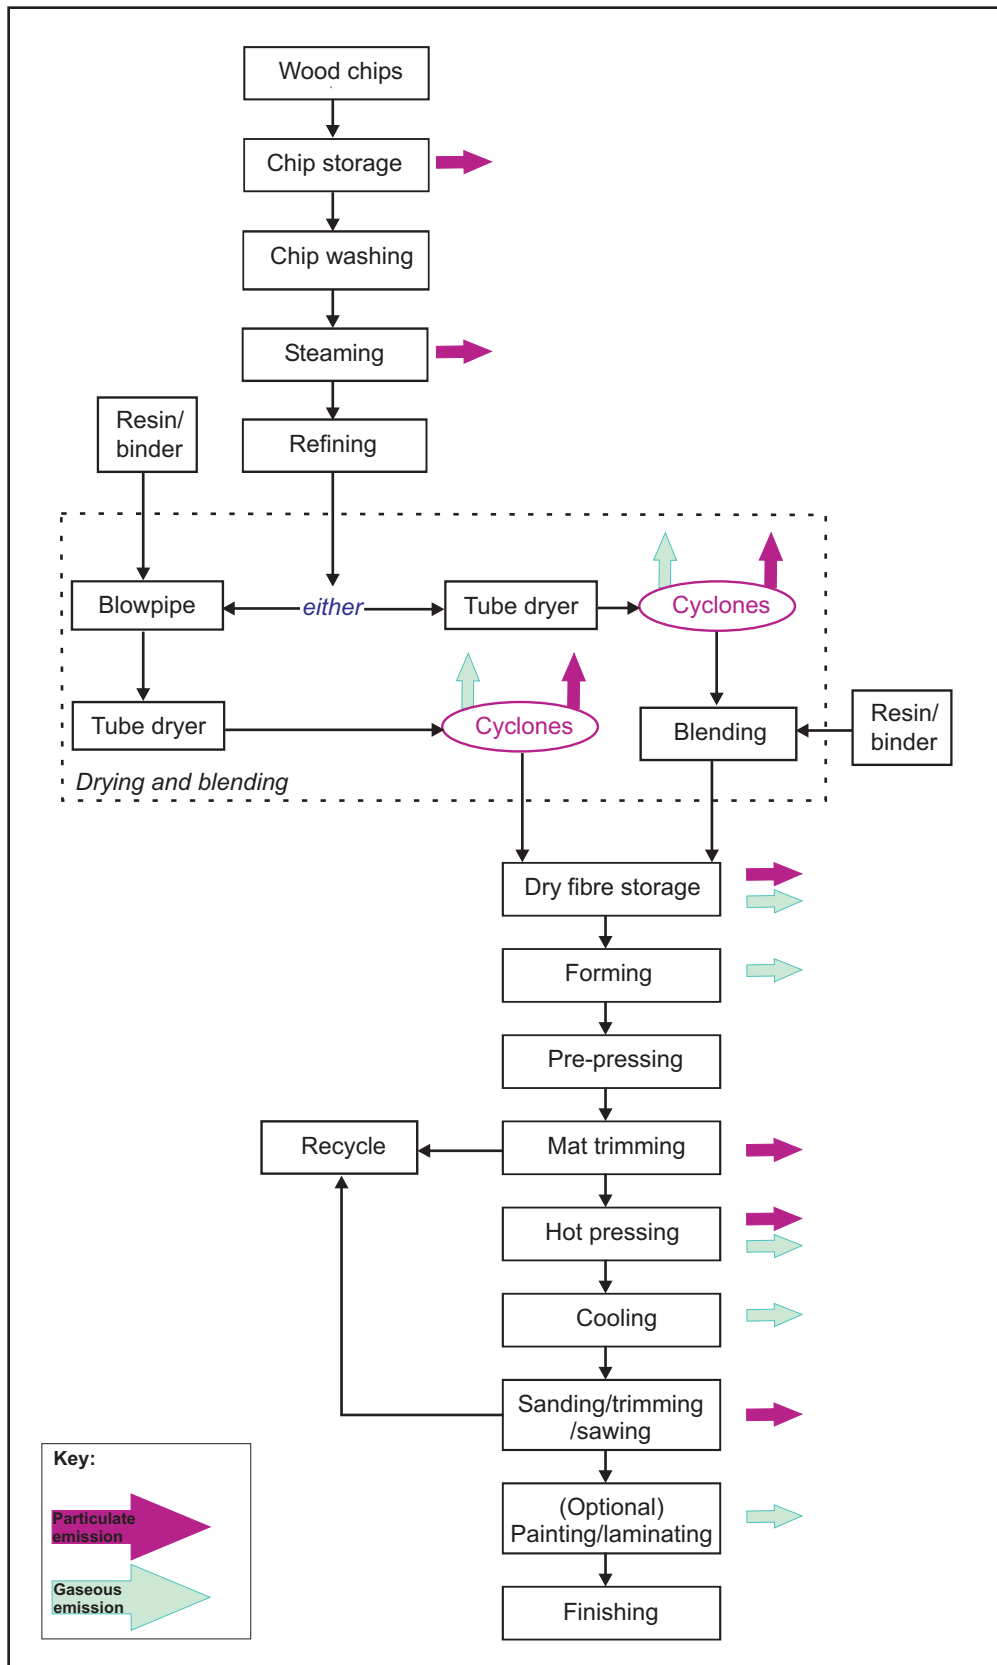 Wood chips
Chip storage
Chip washing
Steaming
Resin/
binder
Refining
Blowpipe
either
Tube dryer
Cyclones
Tube dryer
Cyclones
Blending
Resin/
binder
Drying and blending
Dry fibre storage
Forming
Pre-pressing
Recycle
Mat trimming
Hot pressing
Cooling
Sanding/trimming
/sawing
(Optional)
Painting/laminating
Finishing
Key:
Particulate
emission
Gaseous
emission